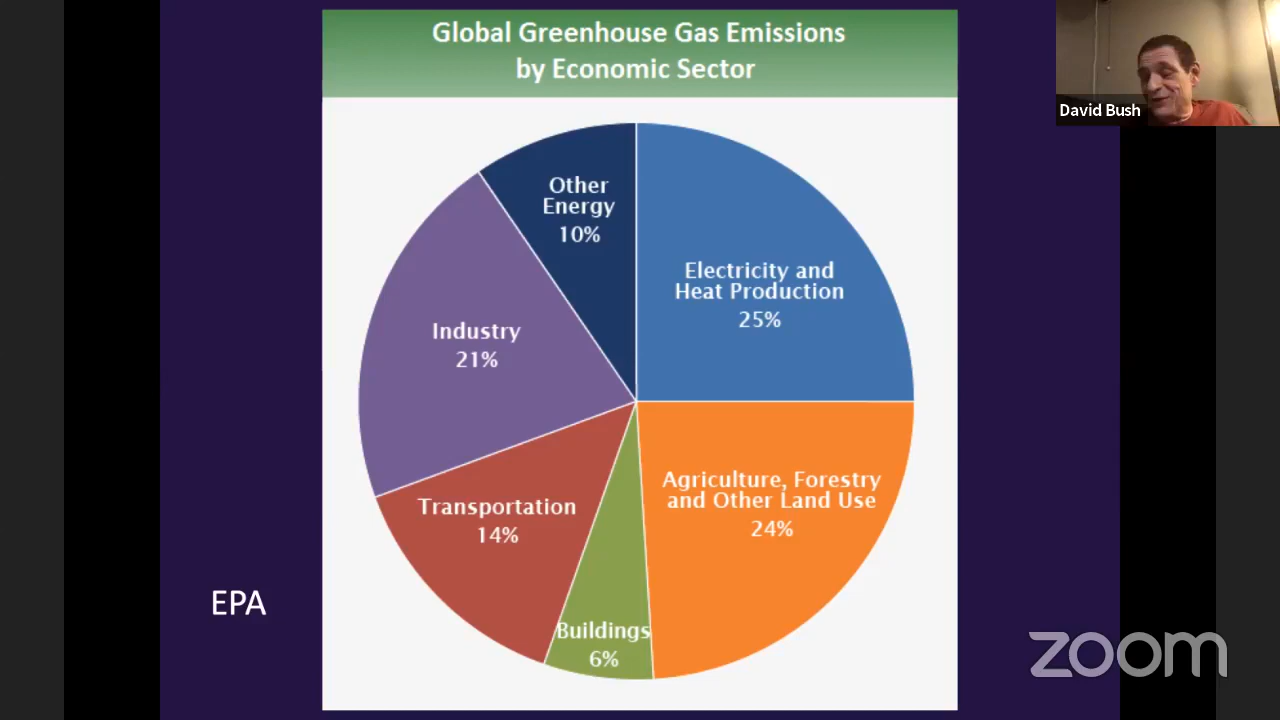 Global Greenhouse Gas Emissions
by Economic Sector
David Bush
Other
Energy
10%
Electricity and
Heat Production
25%
Industry
21%
Agriculture, Forestry
and Other Land Use
24%
Transportation
14%
Buildings
6%
EPA
zoom